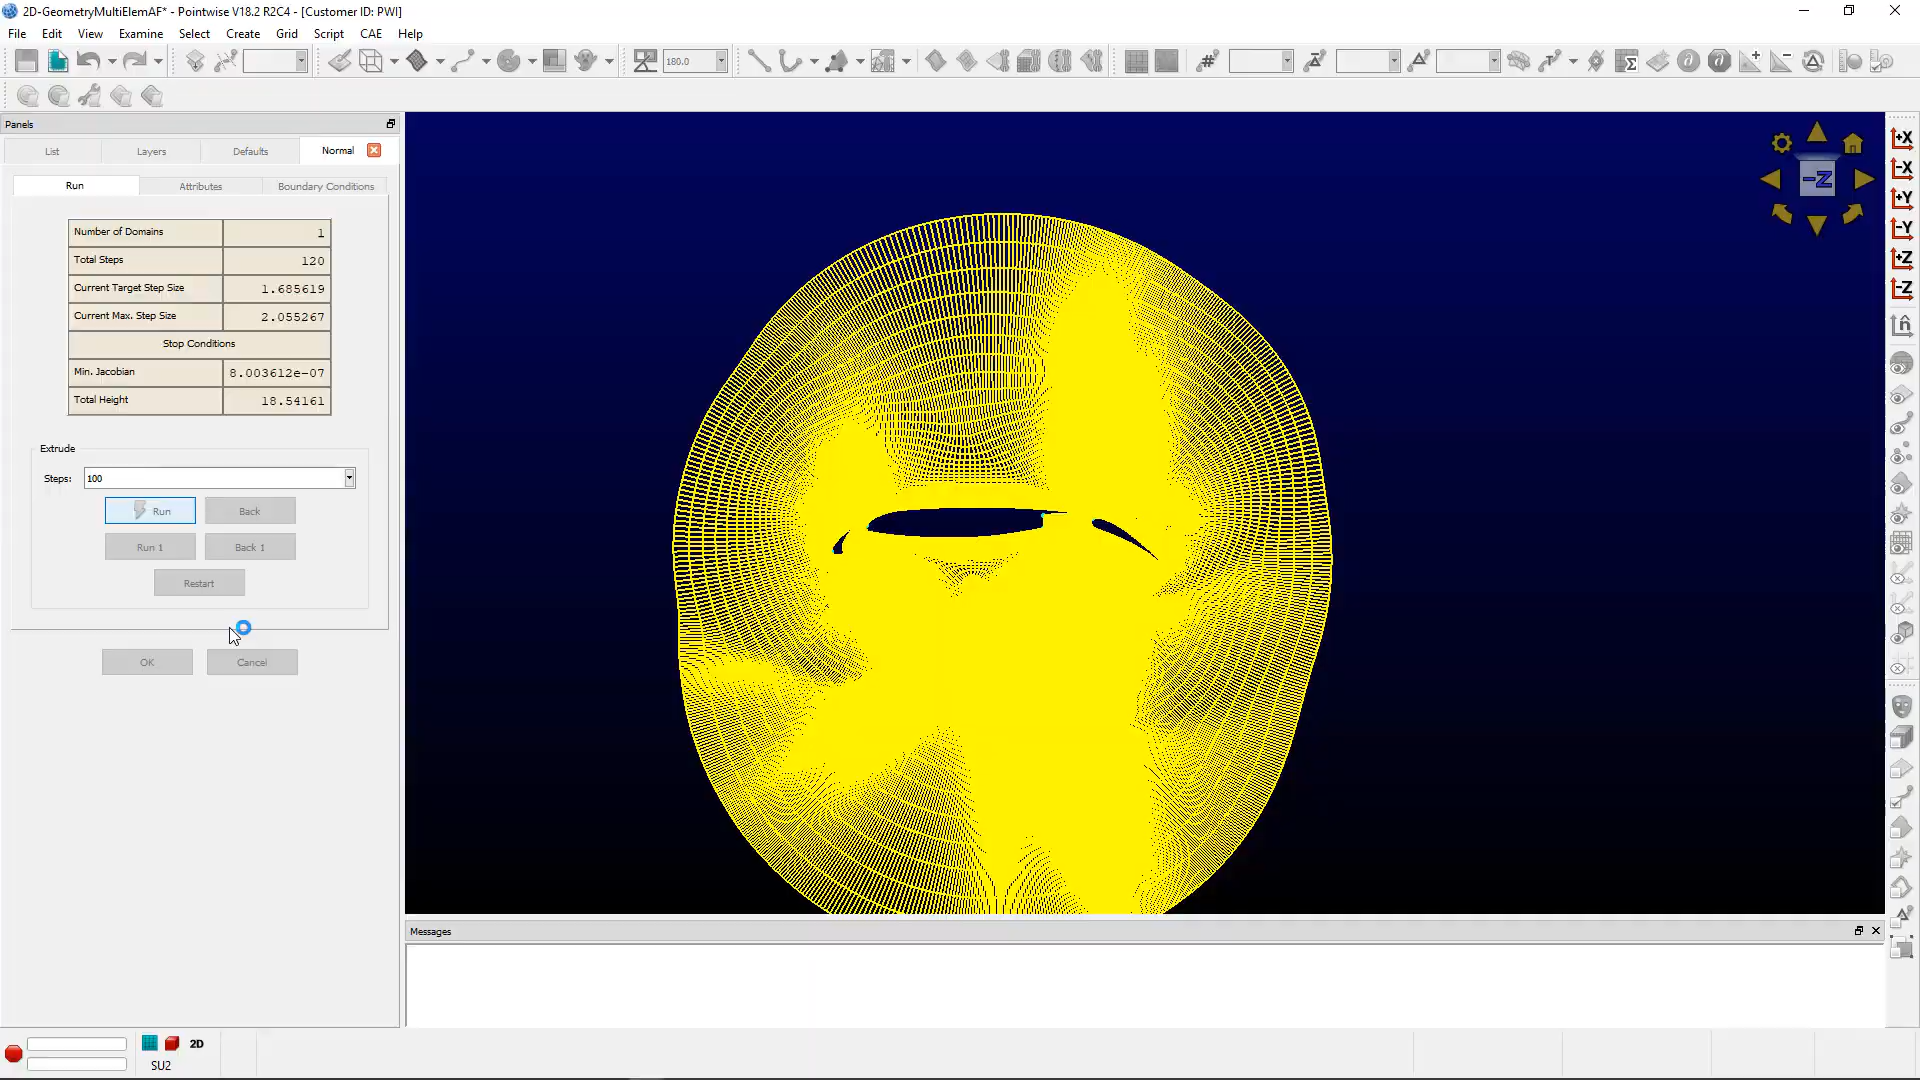 2D-GeometryMultiElemAF* - Pointwise V18.2 R2C4 - [Customer ID: PWI]
File Edit View Examine Select Create Grid Script CAE Help
180.0
Panels
List Layers Defaults Normal
Run Attributes Boundary Conditions
Number of Domains 1
Total Steps 120
Current Target Step Size 1.685619
Current Max. Step Size 2.055267
Stop Conditions
Min. Jacobian 8.003612e-07
Total Height 18.54161
Extrude
Steps: 100
Run Back
Run 1 Back 1
Restart
OK Cancel
-Z
+X
-X
+Y
-Y
+Z
-Z
n̂
Messages
2D
SU2